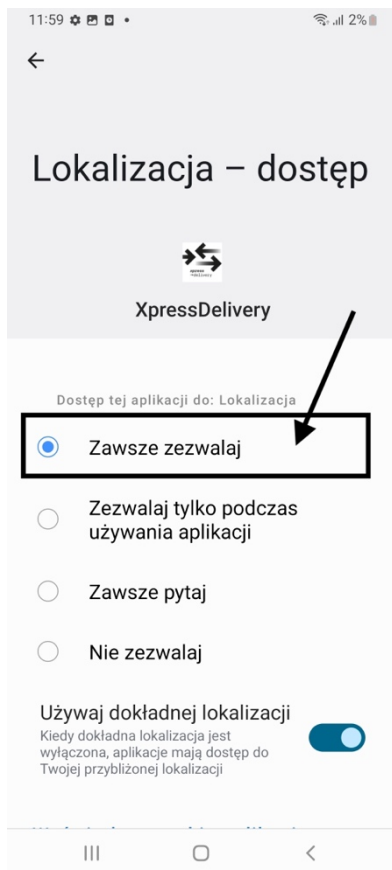 11:59 2%
Lokalizacja – dostęp
XpressDelivery
Dostęp tej aplikacji do: Lokalizacja
Zawsze zezwalaj
Zezwalaj tylko podczas
używania aplikacji
Zawsze pytaj
Nie zezwalaj
Używaj dokładnej lokalizacji
Kiedy dokładna lokalizacja jest
wyłączona, aplikacje mają dostęp do
Twojej przybliżonej lokalizacji